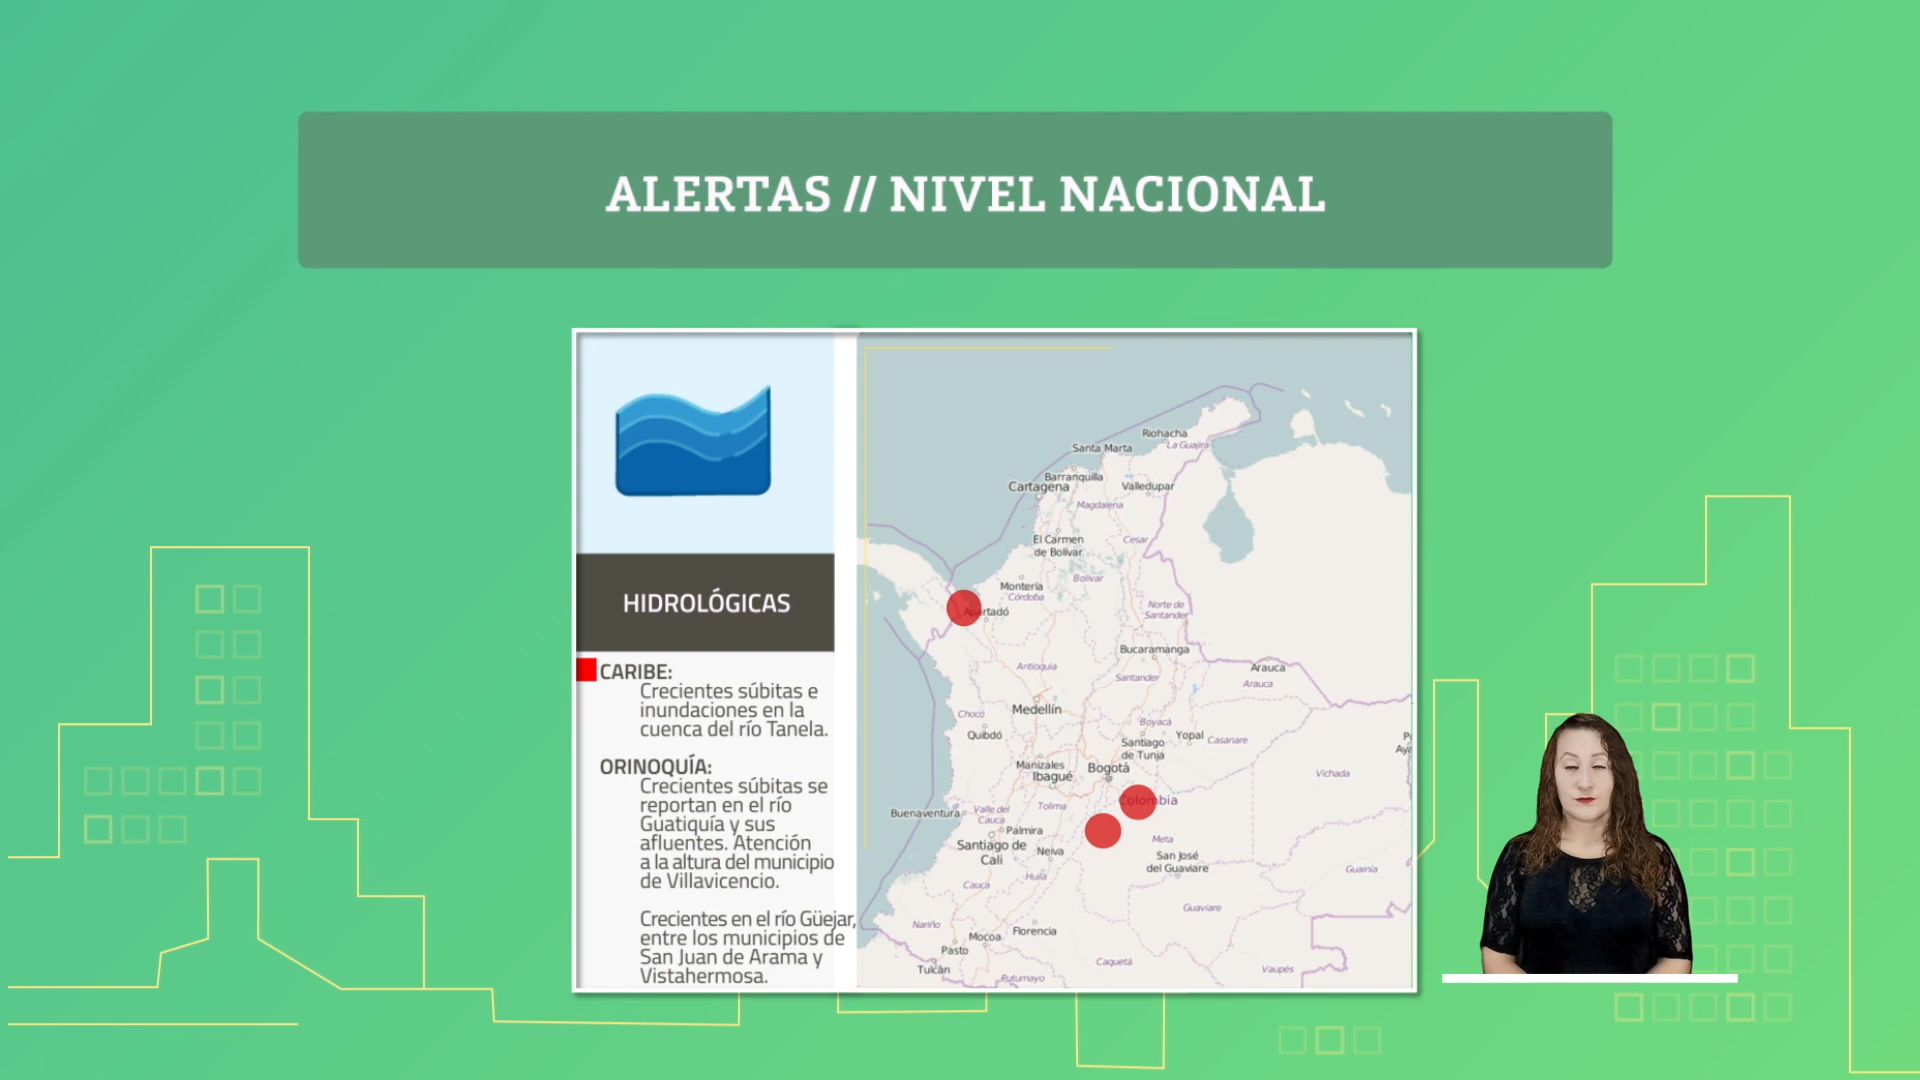 ALERTAS // NIVEL NACIONAL
HIDROLÓGICAS
CARIBE:
Crecientes súbitas e
inundaciones en la
cuenca del río Tanela.
ORINOQUÍA:
Crecientes súbitas se
reportan en el río
Guatiquía y sus
afluentes. Atención
a la altura del municipio
de Villavicencio.
Crecientes en el río Güejar,
entre los municipios de
San Juan de Arama y
Vistahermosa.
Riohacha
La Guajira
Santa Marta
Barranquilla
Cartagena
Valledupar
Magdalena
El Carmen
de Bolívar
Cesar
Bolívar
Montería
Córdoba
Apartadó
Norte de
Santander
Bucaramanga
Antioquia
Santander
Arauca
Arauca
Medellín
Chocó
Quibdó
Boyacá
Santiago
de Tunja
Yopal
Casanare
Manizales
Ibagué
Bogotá
Vichada
Colombia
Tolima
Buenaventura
Valle del
Cauca
Palmira
Santiago de
Cali
Neiva
Meta
San José
del Guaviare
Guainía
Huila
Cauca
Guaviare
Nariño
Florencia
Mocoa
Pasto
Tulcán
Caquetá
Vaupés
Putumayo